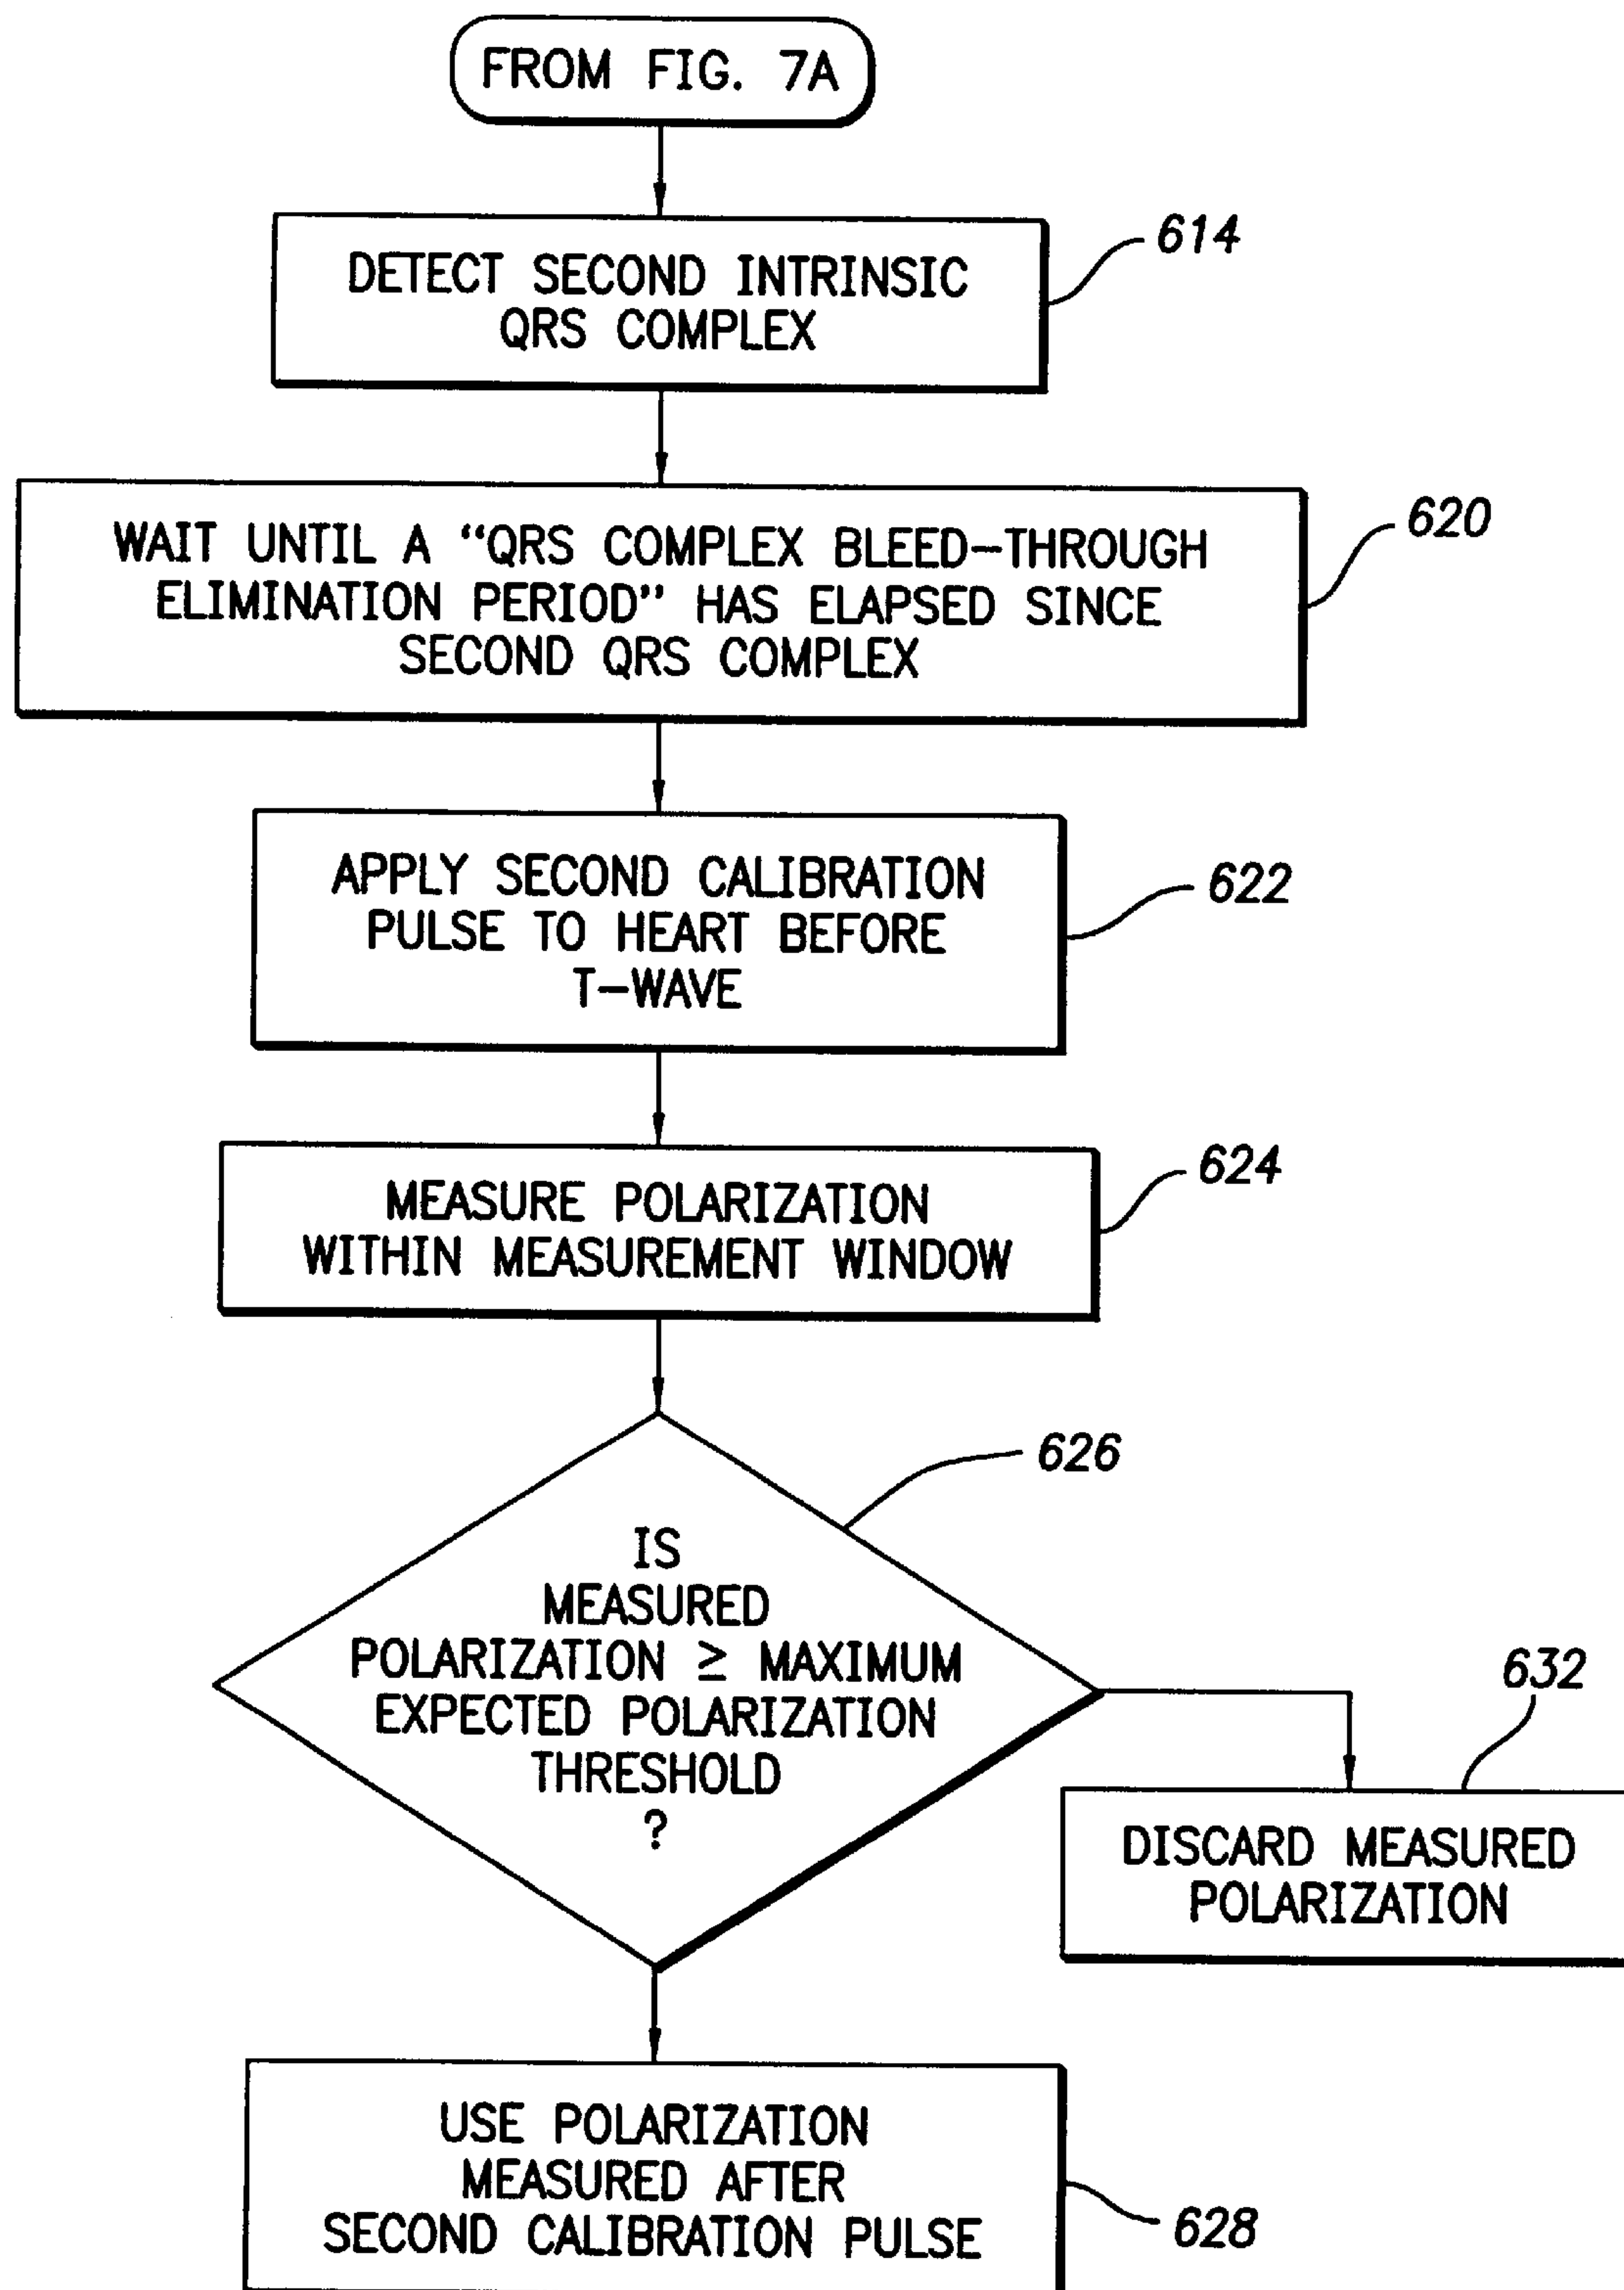 FROM FIG. 7A
DETECT SECOND INTRINSIC
QRS COMPLEX
614
WAIT UNTIL A “QRS COMPLEX BLEED-THROUGH
ELIMINATION PERIOD” HAS ELAPSED SINCE
SECOND QRS COMPLEX
620
APPLY SECOND CALIBRATION
PULSE TO HEART BEFORE
T-WAVE
622
MEASURE POLARIZATION
WITHIN MEASUREMENT WINDOW
624
626
IS
MEASURED
POLARIZATION ≥ MAXIMUM
EXPECTED POLARIZATION
THRESHOLD
?
632
DISCARD MEASURED
POLARIZATION
USE POLARIZATION
MEASURED AFTER
SECOND CALIBRATION PULSE
628